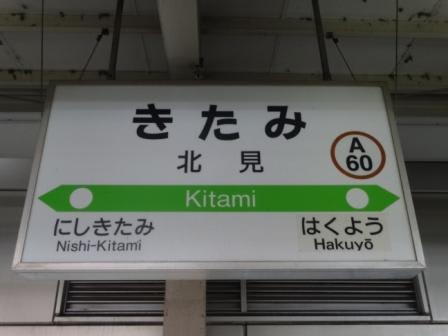 きたみ
北見
A
60
Kitami
にしきたみ
Nishi-Kitami
はくよう
Hakuyō